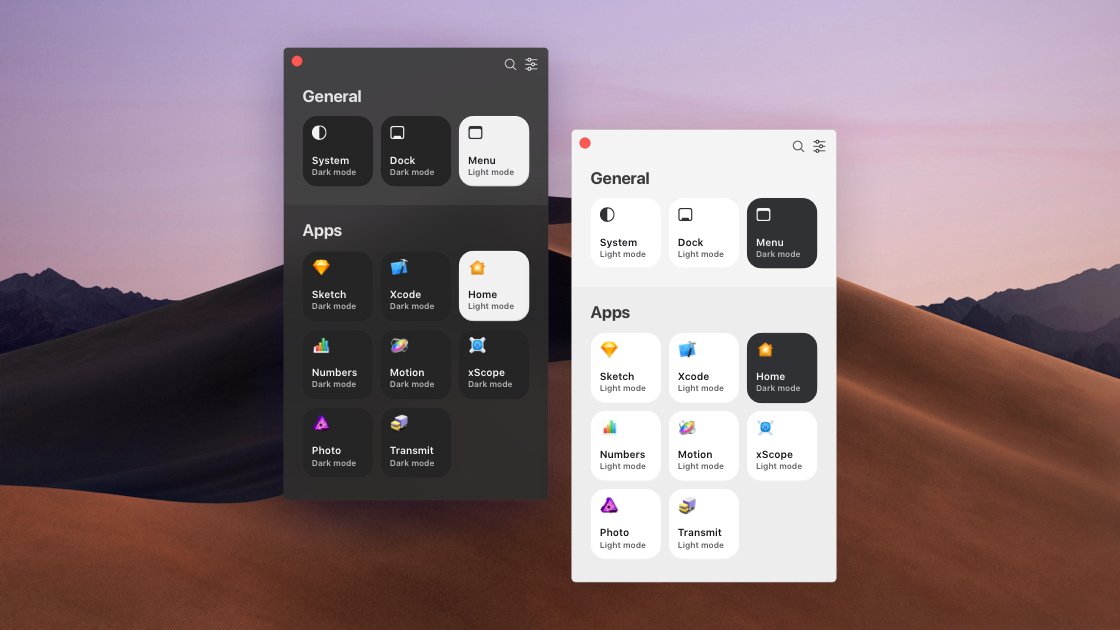 General
System
Dark mode
Dock
Dark mode
Menu
Light mode
Apps
Sketch
Dark mode
Xcode
Dark mode
Home
Light mode
Numbers
Dark mode
Motion
Dark mode
xScope
Dark mode
Photo
Dark mode
Transmit
Dark mode
General
System
Light mode
Dock
Light mode
Menu
Dark mode
Apps
Sketch
Light mode
Xcode
Light mode
Home
Dark mode
Numbers
Light mode
Motion
Light mode
xScope
Light mode
Photo
Light mode
Transmit
Light mode